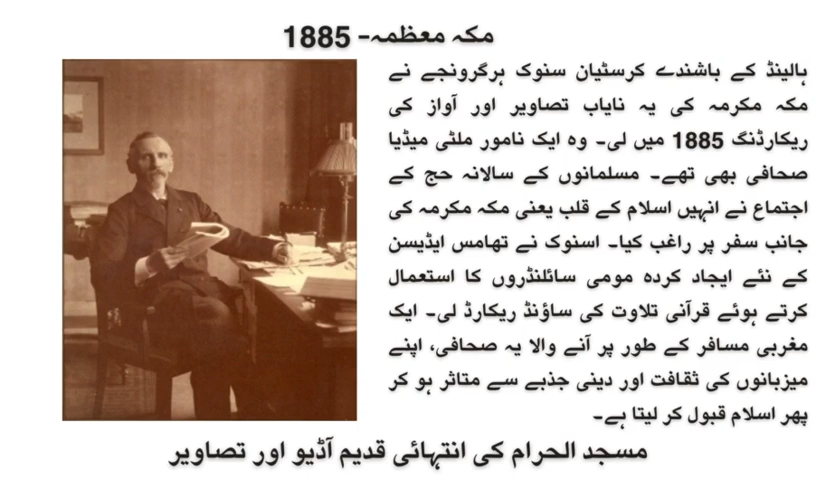 مکہ معظمہ- 1885
ہالینڈ کے باشندے کرسٹیان سنوک ہرگرونجے نے
مکہ مکرمہ کی یہ نایاب تصاویر اور آواز کی
ریکارڈنگ 1885 میں لی۔ وہ ایک نامور ملٹی میڈیا
صحافی بھی تھے۔ مسلمانوں کے سالانہ حج کے
اجتماع نے انہیں اسلام کے قلب یعنی مکہ مکرمہ کی
جانب سفر پر راغب کیا۔ اسنوک نے تھامس ایڈیسن
کے نئے ایجاد کردہ مومی سائلنڈروں کا استعمال
کرتے ہوئے قرآنی تلاوت کی ساؤنڈ ریکارڈ لی۔ ایک
مغربی مسافر کے طور پر آنے والا یہ صحافی، اپنے
میزبانوں کی ثقافت اور دینی جذبے سے متاثر ہو کر
پھر اسلام قبول کر لیتا ہے۔
مسجد الحرام کی انتہائی قدیم آڈیو اور تصاویر